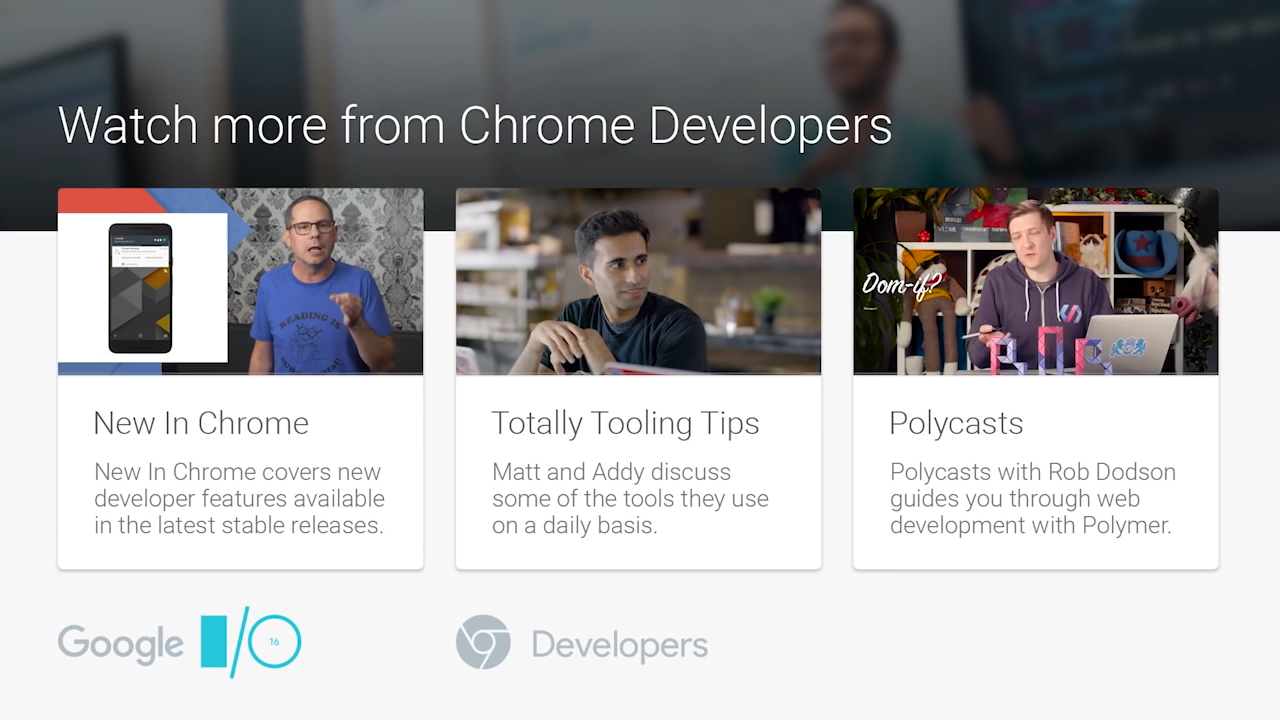 Watch more from Chrome Developers
Dom-if?
New In Chrome
New In Chrome covers new
developer features available
in the latest stable releases.
Totally Tooling Tips
Matt and Addy discuss
some of the tools they use
on a daily basis.
Polycasts
Polycasts with Rob Dodson
guides you through web
development with Polymer.
Google I/O 16
Developers